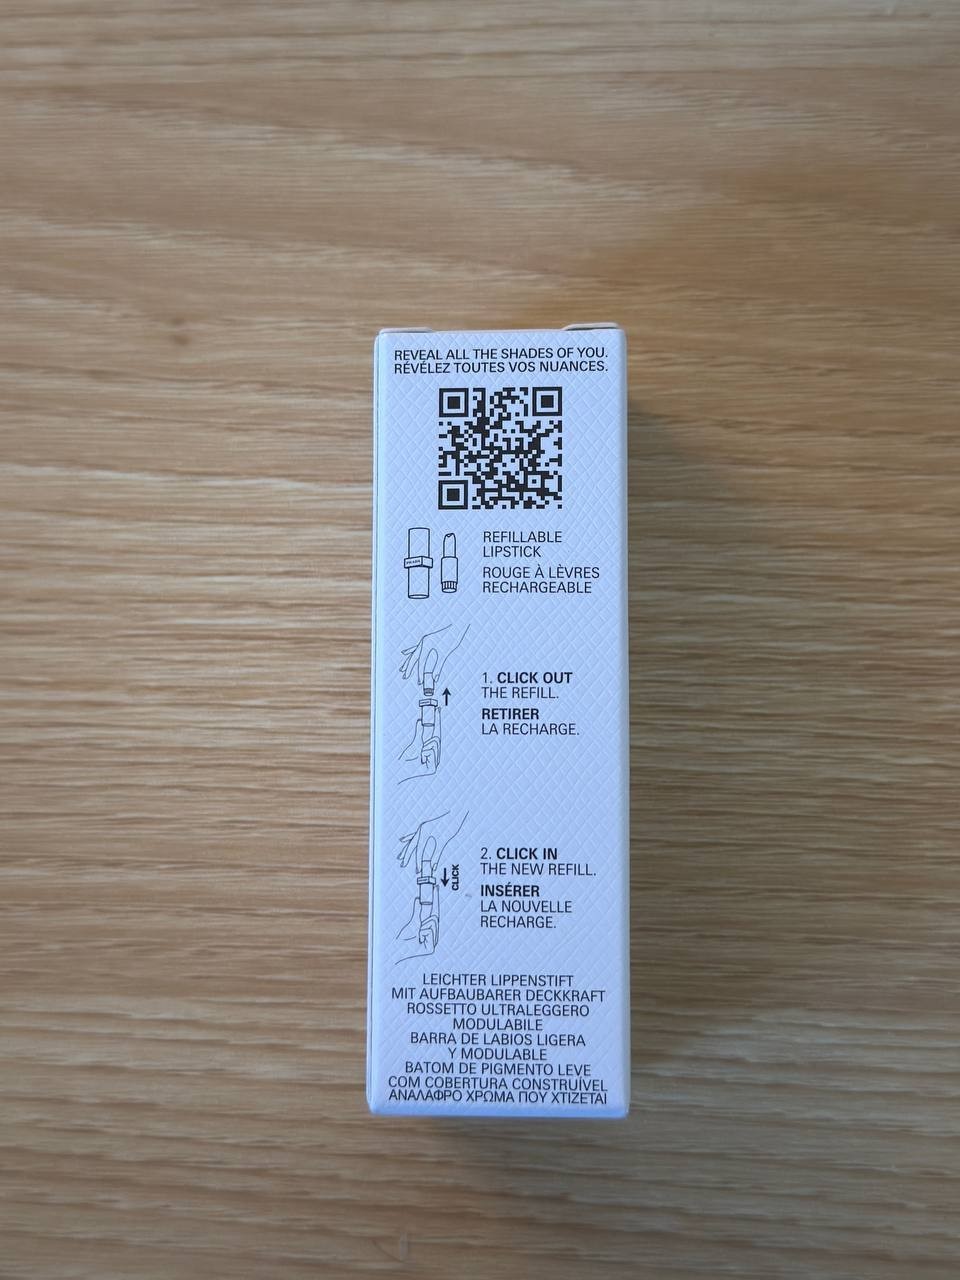 REVEAL ALL THE SHADES OF YOU.
RÉVÉLEZ TOUTES VOS NUANCES.
PRADA
REFILLABLE
LIPSTICK
ROUGE À LÈVRES
RECHARGEABLE
1. CLICK OUT
THE REFILL.
RETIRER
LA RECHARGE.
CLICK
2. CLICK IN
THE NEW REFILL.
INSÉRER
LA NOUVELLE
RECHARGE.
LEICHTER LIPPENSTIFT
MIT AUFBAUBARER DECKKRAFT
ROSSETTO ULTRALEGGERO
MODULABILE
BARRA DE LABIOS LIGERA
Y MODULABLE
BATOM DE PIGMENTO LEVE
COM COBERTURA CONSTRUÍVEL
ΑΝΑΛΑΦΡΟ ΧΡΩΜΑ ΠΟΥ ΧΤΙΖΕΤΑΙ